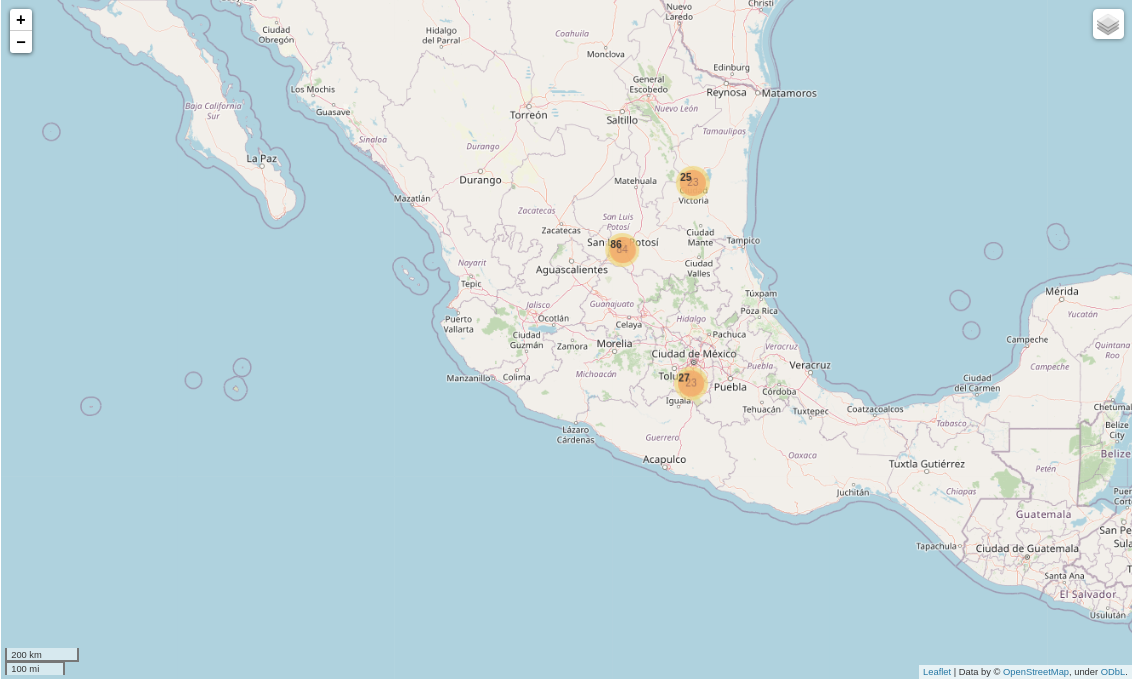 +
−
Ciudad
Obregón
Hidalgo
del Parral
Coahuila
Nuevo
Laredo
Christi
Monclova
Edinburg
Los Mochis
General
Escobedo
Reynosa
Matamoros
Baja California
Sur
Guasave
Torreón
Saltillo
Nuevo León
Sinaloa
Durango
Tamaulipas
La Paz
Durango
Matehuala
25
23
Victoria
Mazatlán
Zacatecas
Zacatecas
San Luis
Potosí
Ciudad
Mante
Tampico
86
Nayarit
Aguascalientes
Ciudad
Valles
Tepic
Túxpam
Mérida
Jalisco
Guanajuato
Poza Rica
Yucatán
Puerto
Vallarta
Ocotlán
Celaya
Hidalgo
Pachuca
Ciudad
Guzmán
Zamora
Morelia
Ciudad de México
Veracruz
Campeche
Quintana
Roo
Manzanillo
Colima
Michoacán
27
23
Puebla
Puebla
Veracruz
Campeche
Ciudad
del Carmen
Iguala
Córdoba
Tehuacán
Tuxtepec
Coatzacoalcos
Chetumal
Lázaro
Cárdenas
Guerrero
Tabasco
Belize
City
Acapulco
Oaxaca
Tuxtla Gutiérrez
Petén
Belize
Juchitán
Chiapas
Guatemala
Tapachula
Ciudad de Guatemala
San Pe
Sula
Santa Ana
El Salvador
Usulután
200 km
100 mi
Leaflet | Data by © OpenStreetMap, under ODbL.